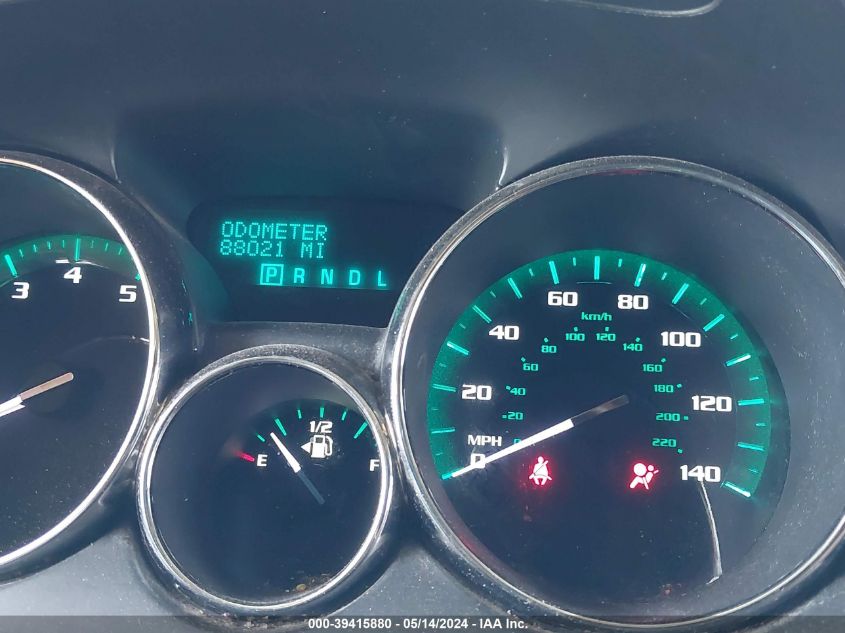 ODOMETER
88021 MI
P R N D L
3 4 5
E 1/2 F
MPH
0 20 40 60 80 100 120 140
km/h
0 20 40 60 80 100 120 140 160 180 200 220
000-39415880 - 05/14/2024 - IAA Inc.